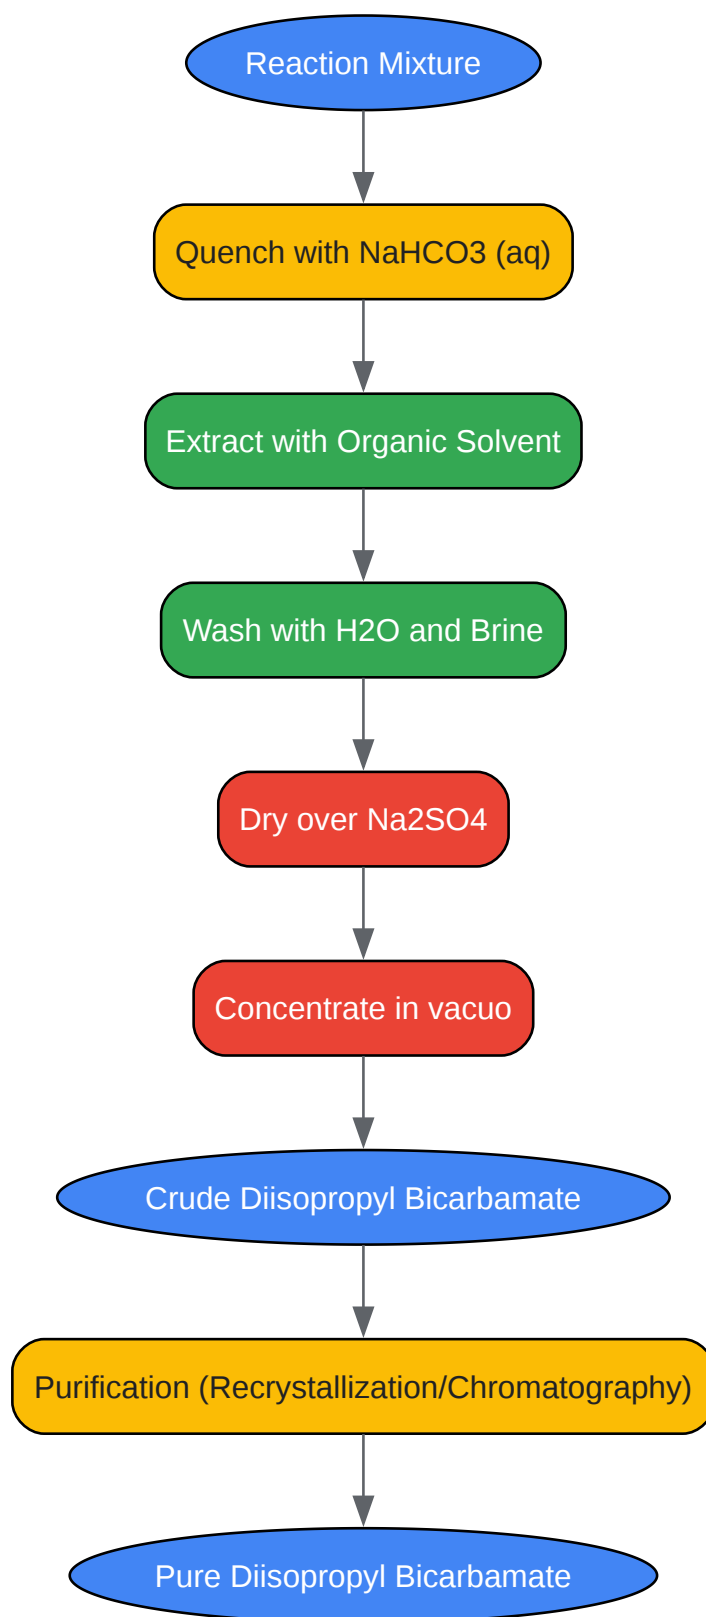 Reaction Mixture
Quench with NaHCO3 (aq)
Extract with Organic Solvent
Wash with H2O and Brine
Dry over Na2SO4
Concentrate in vacuo
Crude Diisopropyl Bicarbamate
Purification (Recrystallization/Chromatography)
Pure Diisopropyl Bicarbamate